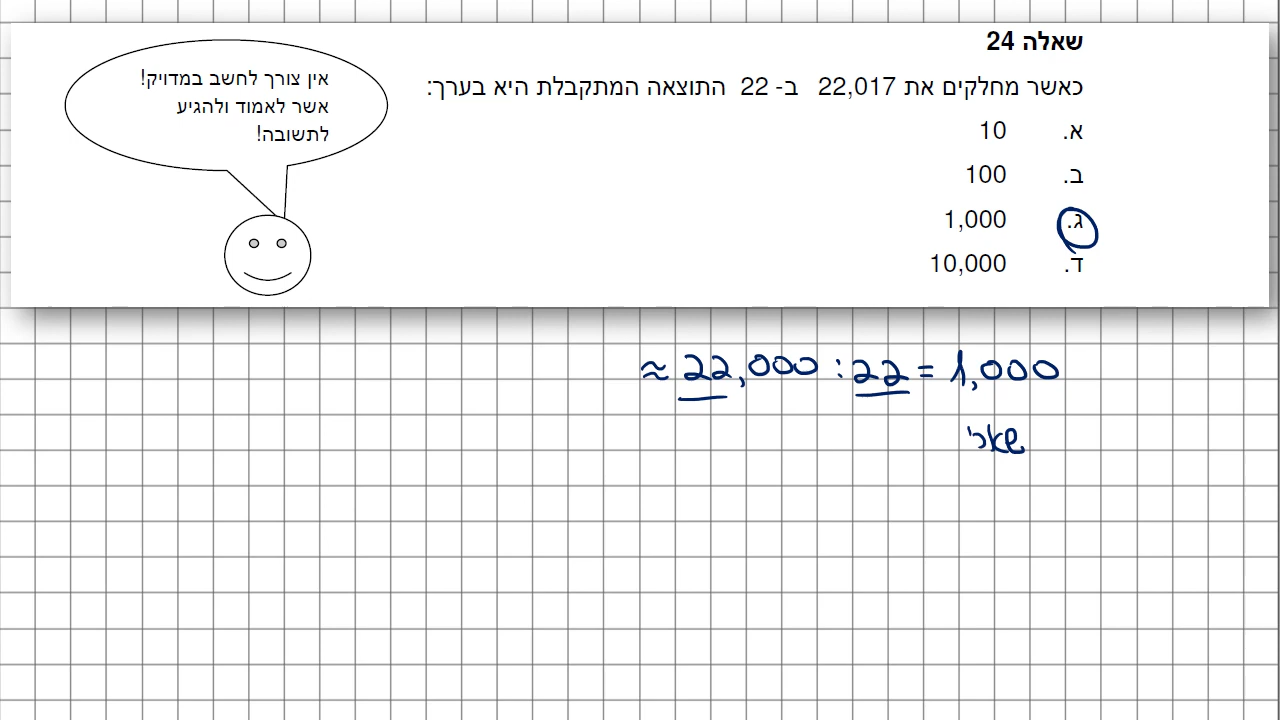 שאלה 24
כאשר מחלקים את 22,017 ב- 22 התוצאה המתקבלת היא בערך:
א. 10
ב. 100
ג. 1,000
ד. 10,000
אין צורך לחשב במדויק!
אשר לאמוד ולהגיע
לתשובה!
≈ 22,000 : 22 = 1,000